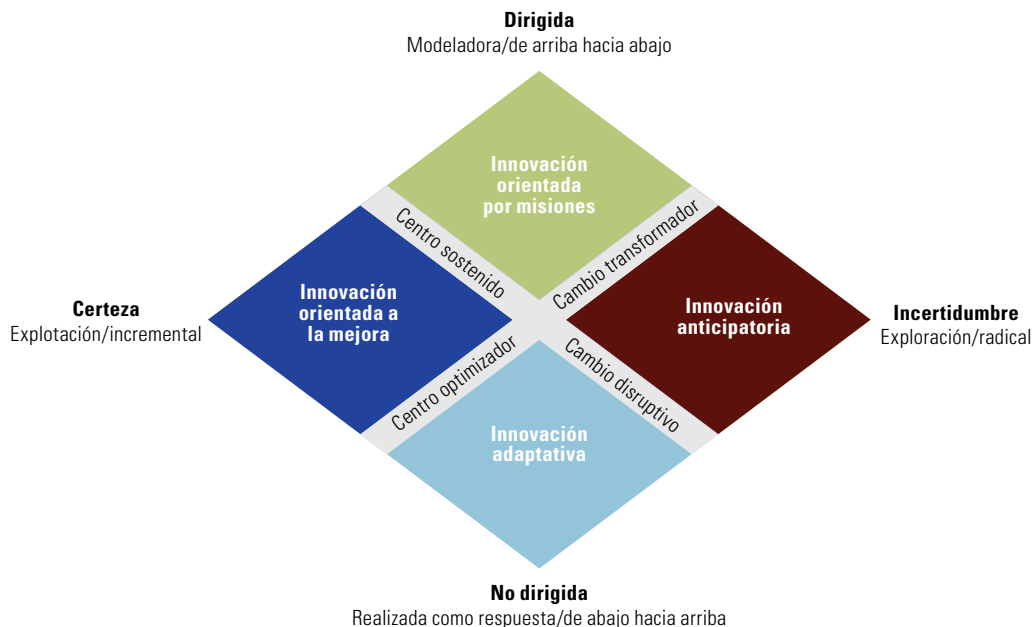 Dirigida
Modeladora/de arriba hacia abajo
Innovación
orientada
por misiones
Centro sostenido
Cambio transformador
Certeza
Explotación/incremental
Innovación
orientada a
la mejora
Innovación
anticipatoria
Incertidumbre
Exploración/radical
Centro optimizador
Cambio disruptivo
Innovación
adaptativa
No dirigida
Realizada como respuesta/de abajo hacia arriba